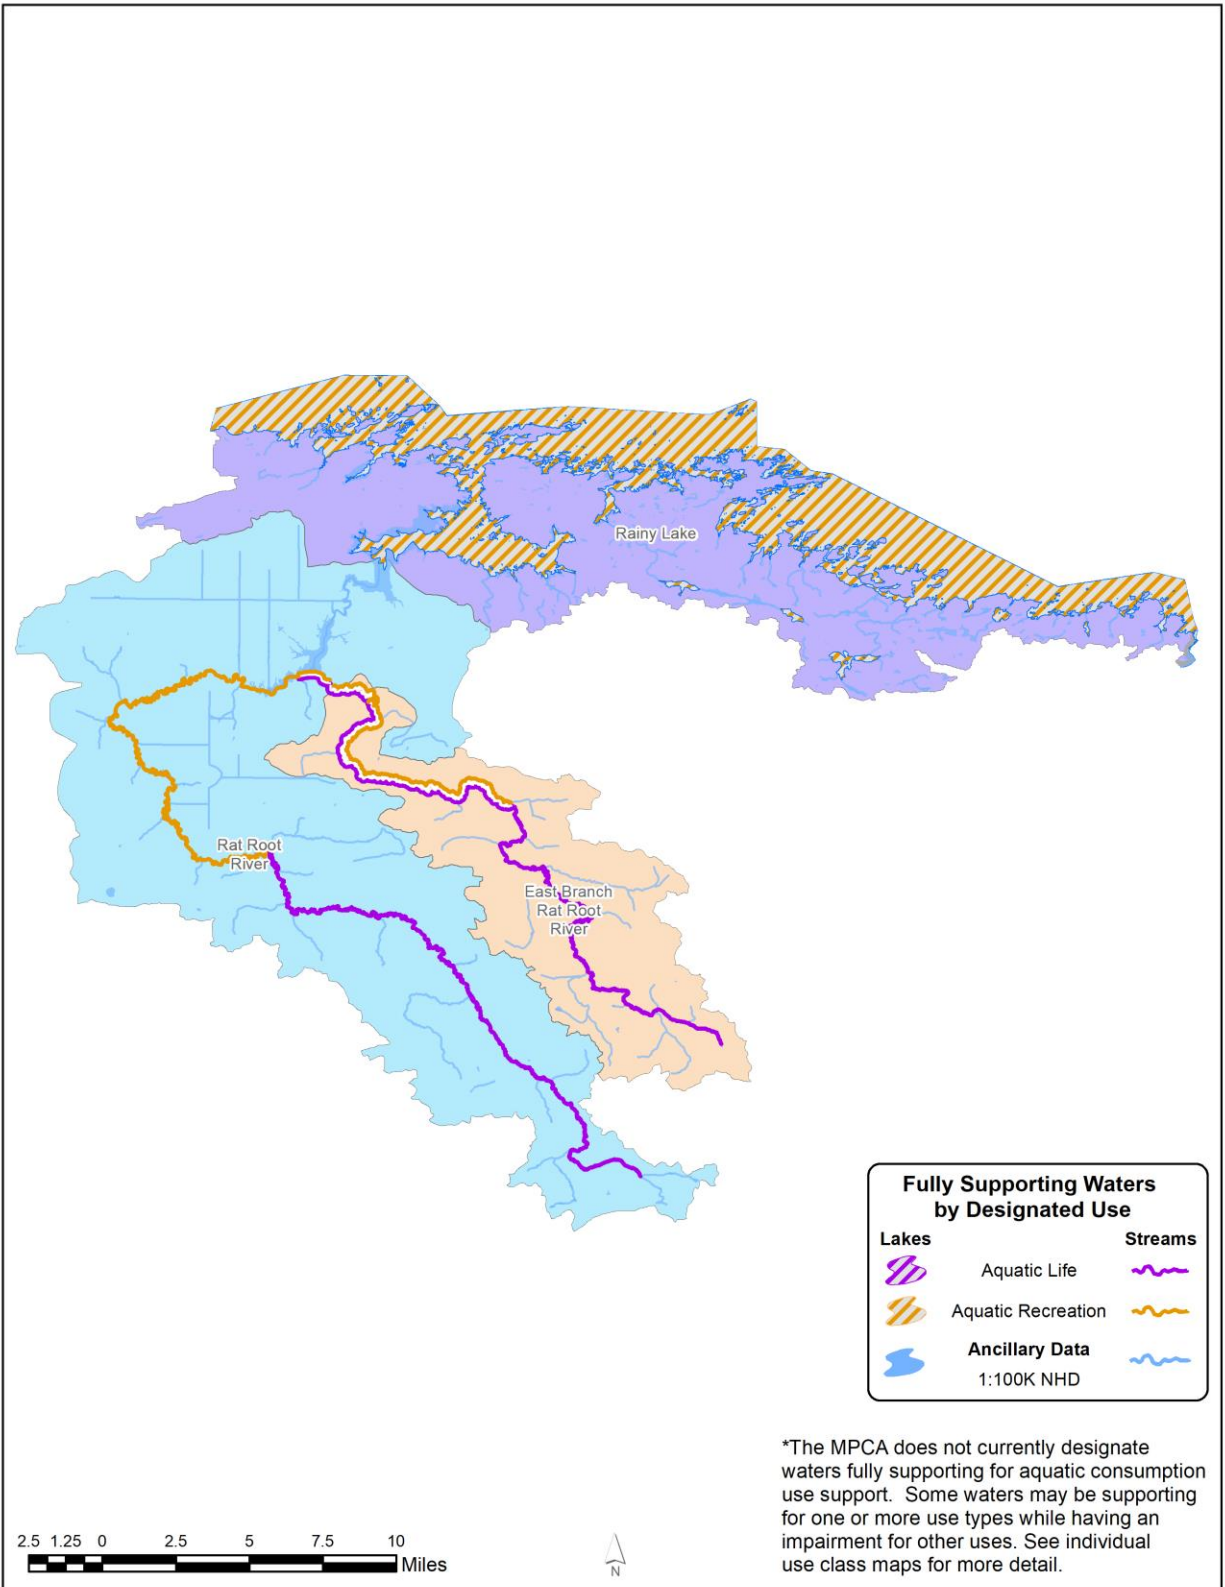 Rainy Lake
Rat Root
River
East Branch
Rat Root
River
Fully Supporting Waters
by Designated Use
Lakes
Streams
Aquatic Life
Aquatic Recreation
Ancillary Data
1:100K NHD
*The MPCA does not currently designate
waters fully supporting for aquatic consumption
use support. Some waters may be supporting
for one or more use types while having an
impairment for other uses. See individual
use class maps for more detail.
2.5 1.25 0 2.5 5 7.5 10
Miles
N